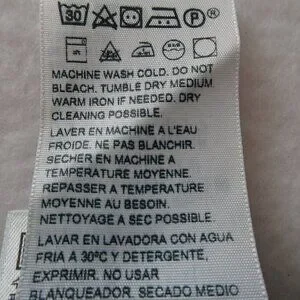 30 P ®
MACHINE WASH COLD. DO NOT
BLEACH. TUMBLE DRY MEDIUM.
WARM IRON IF NEEDED. DRY
CLEANING POSSIBLE.
LAVER EN MACHINE A L'EAU
FROIDE. NE PAS BLANCHIR.
SECHER EN MACHINE A
TEMPERATURE MOYENNE.
REPASSER A TEMPERATURE
MOYENNE AU BESOIN.
NETTOYAGE A SEC POSSIBLE.
LAVAR EN LAVADORA CON AGUA
FRIA A 30°C Y DETERGENTE,
EXPRIMIR. NO USAR
BLANQUEADOR. SECADO MEDIO